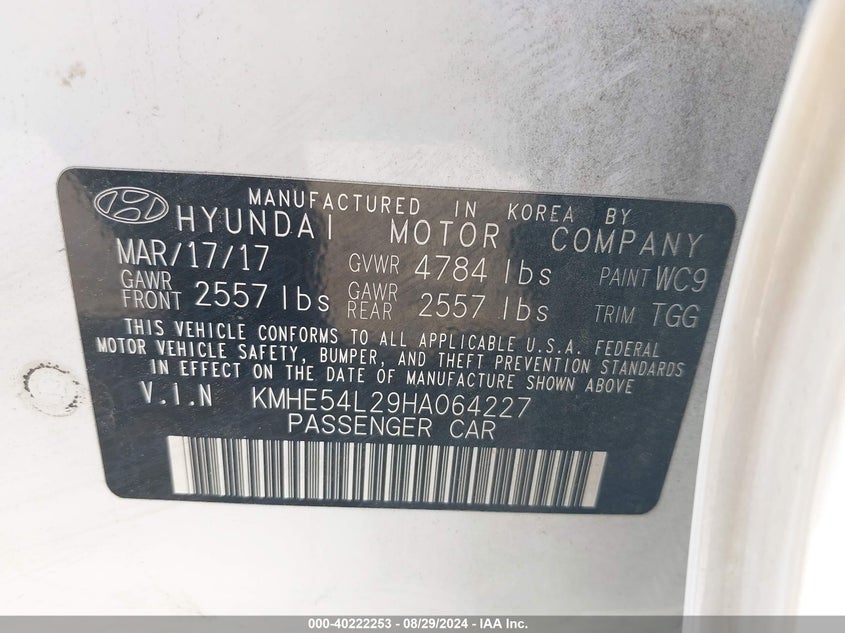 MANUFACTURED IN KOREA BY
HYUNDAI MOTOR COMPANY
MAR/17/17 GVWR 4784 lbs PAINT WC9
GAWR FRONT 2557 lbs GAWR REAR 2557 lbs TRIM TGG
THIS VEHICLE CONFORMS TO ALL APPLICABLE U.S.A. FEDERAL
MOTOR VEHICLE SAFETY, BUMPER, AND THEFT PREVENTION STANDARDS
IN EFFECT ON THE DATE OF MANUFACTURE SHOWN ABOVE
V.I.N KMHE54L29HA064227
PASSENGER CAR
000-40222253 - 08/29/2024 - IAA Inc.